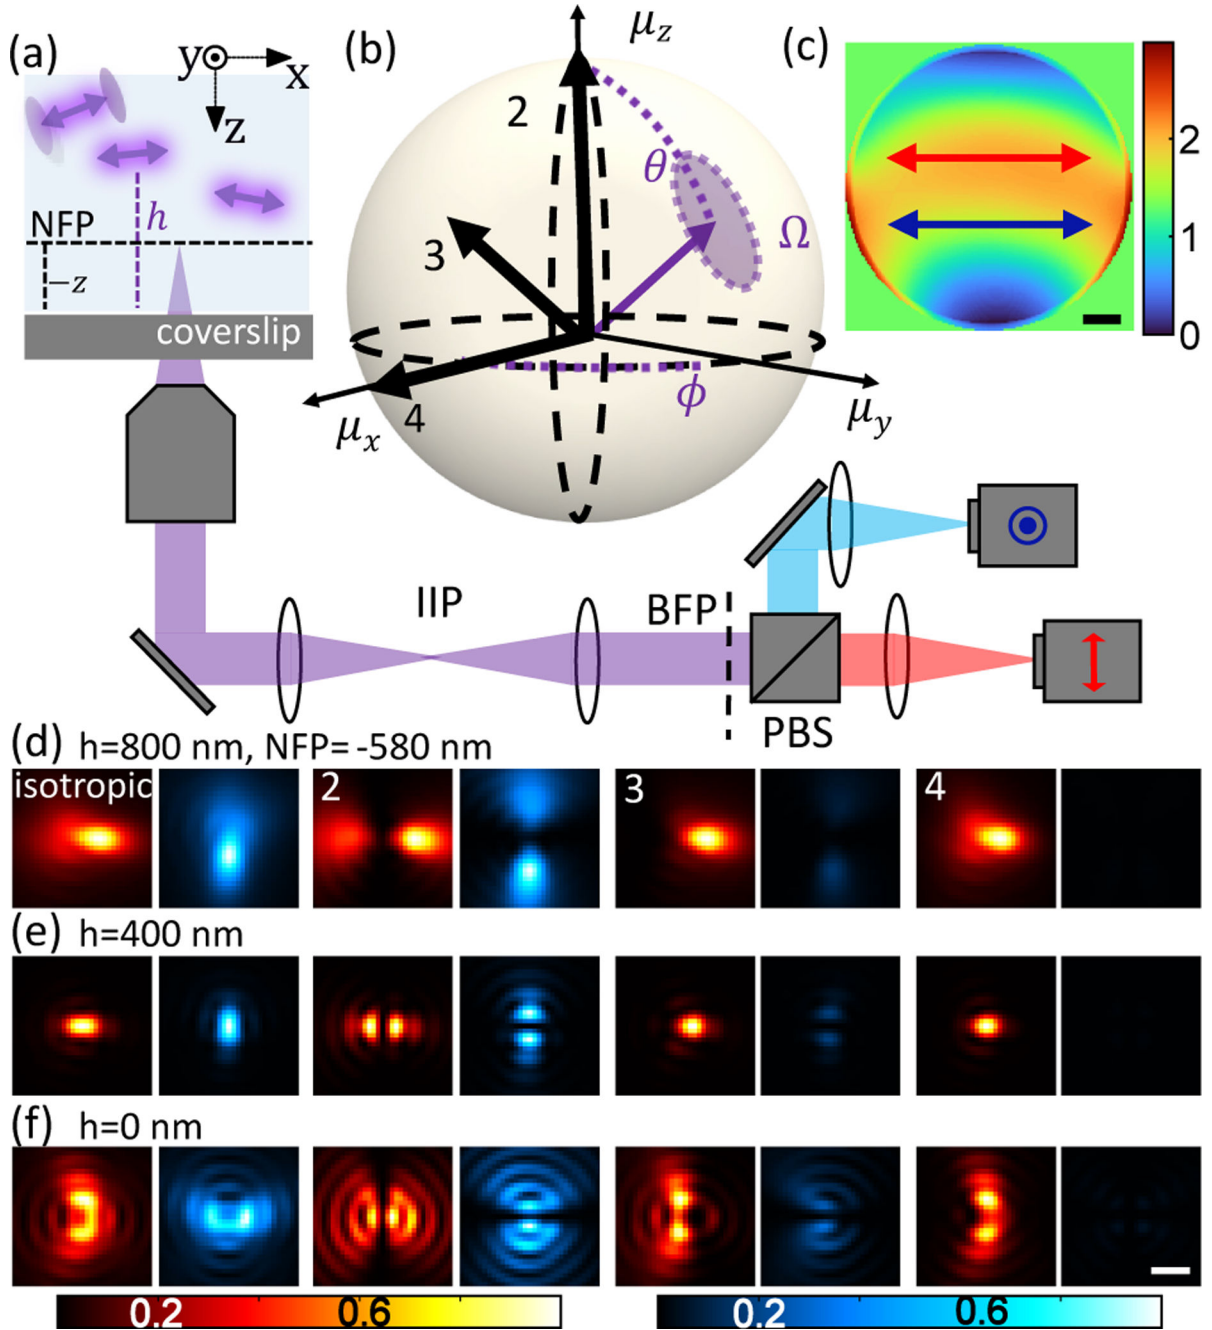 (a)
y
x
z
NFP
h
−z
coverslip
(b)
μz
2
θ
Ω
3
4
ϕ
μx
μy
(c)
2
1
0
IIP
BFP
PBS
(d) h=800 nm, NFP= -580 nm
isotropic 2 3 4
(e) h=400 nm
(f) h=0 nm
0.2 0.6 0.2 0.6